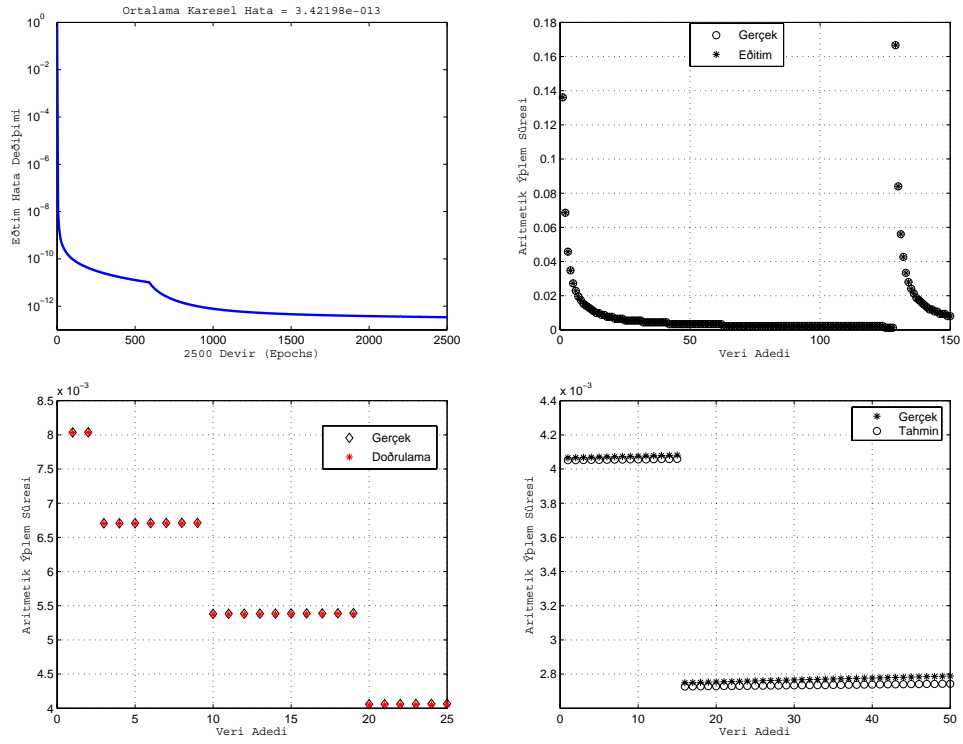 Ortalama Karesel Hata = 3.42198e-013
10^0
10^-2
10^-4
10^-6
10^-8
10^-10
10^-12
Eðtim Hata Deðiþimi
0 500 1000 1500 2000 2500
2500 Devir (Epochs)
0.18
0.16
0.14
0.12
0.1
0.08
0.06
0.04
0.02
0
Aritmetik Ýþlem Sûresi
Gerçek
Eðitim
0 50 100 150
Veri Adedi
x 10^-3
8.5
8
7.5
7
6.5
6
5.5
5
4.5
4
Aritmetik Ýþlem Sûresi
Gerçek
Doðrulama
0 5 10 15 20 25
Veri Adedi
x 10^-3
4.4
4.2
4
3.8
3.6
3.4
3.2
3
2.8
Aritmetik Ýþlem Sûresi
Gerçek
Tahmin
0 10 20 30 40 50
Veri Adedi